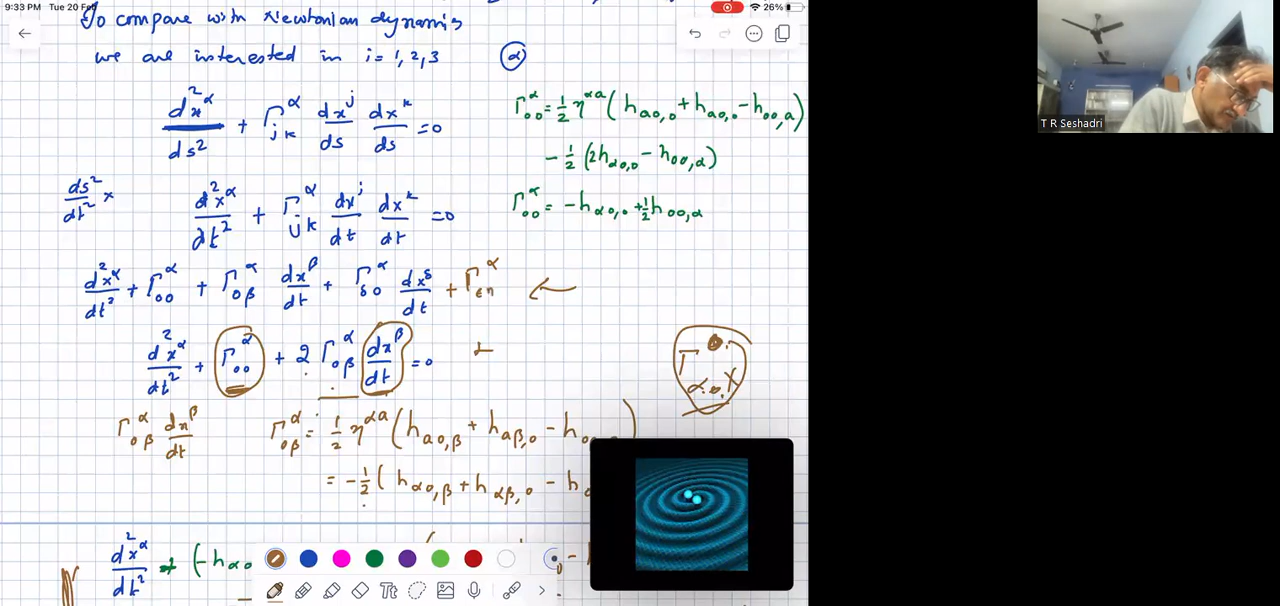 9:33 PM Tue 20 Feb
26%
To compare with Newtonian dynamics
we are interested in i = 1, 2, 3 (α)
d²x^α/ds² + Γ^α_jk dx^j/ds dx^k/ds = 0
Γ^α_00 = 1/2 η^αa (h_a0,0 + h_a0,0 - h_00,a)
- 1/2 (2h_α0,0 - h_00,α)
ds²/dt² × d²x^α/dt² + Γ^α_jk dx^j/dt dx^k/dt = 0
Γ^α_00 = -h_α0,0 + 1/2 h_00,α
d²x^α/dt² + Γ^α_00 + Γ^α_0β dx^β/dt + Γ^α_δ0 dx^δ/dt + Γ^α_εη ←
d²x^α/dt² + Γ^α_00 + 2 Γ^α_0β dx^β/dt = 0 +
Γ^α_0β dx^β/dt Γ^α_0β = 1/2 η^αa (h_a0,β + h_aβ,0 - h_0
= -1/2 (h_α0,β + h_αβ,0 - h_0
d²x^α/dt² + (-h_α0
T R Seshadri
Tt